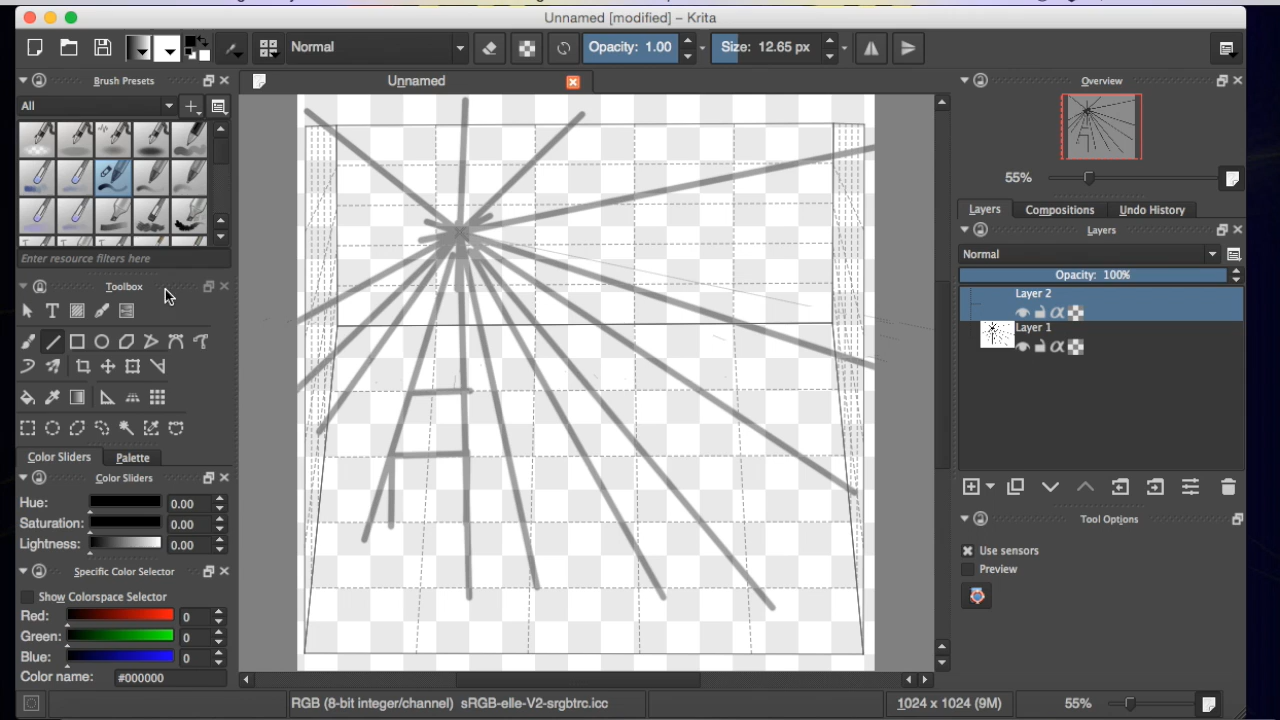 Unnamed [modified] – Krita
Normal
Opacity: 1.00
Size: 12.65 px
Brush Presets
Unnamed
Overview
All
55%
Layers
Compositions
Undo History
Layers
Enter resource filters here
Normal
Toolbox
Opacity: 100%
Layer 2
Layer 1
Color Sliders
Palette
Color Sliders
Hue:
0.00
Saturation:
0.00
Lightness:
0.00
Tool Options
Use sensors
Preview
Specific Color Selector
Show Colorspace Selector
Red:
0
Green:
0
Blue:
0
Color name:
#000000
RGB (8-bit integer/channel) sRGB-elle-V2-srgbtrc.icc
1024 x 1024 (9M)
55%